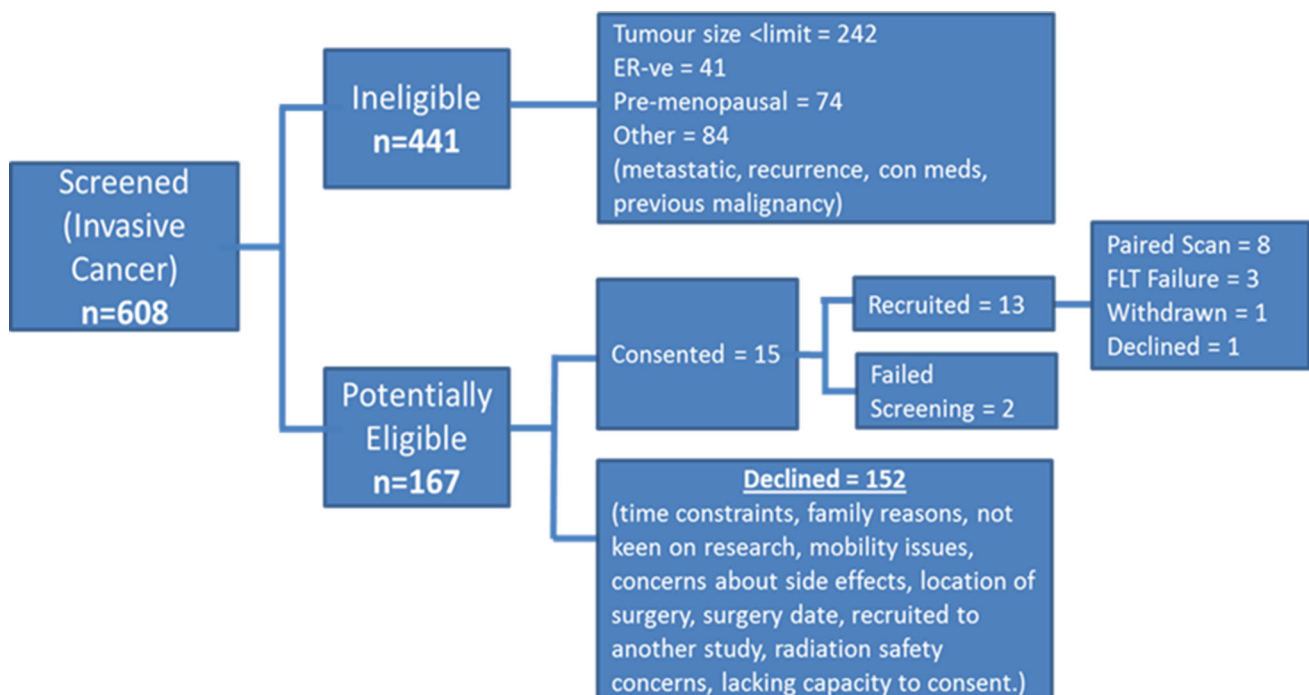 Screened
(Invasive
Cancer)
n=608
Ineligible
n=441
Tumour size <limit = 242
ER-ve = 41
Pre-menopausal = 74
Other = 84
(metastatic, recurrence, con meds,
previous malignancy)
Potentially
Eligible
n=167
Consented = 15
Recruited = 13
Paired Scan = 8
FLT Failure = 3
Withdrawn = 1
Declined = 1
Failed
Screening = 2
Declined = 152
(time constraints, family reasons, not
keen on research, mobility issues,
concerns about side effects, location of
surgery, surgery date, recruited to
another study, radiation safety
concerns, lacking capacity to consent.)